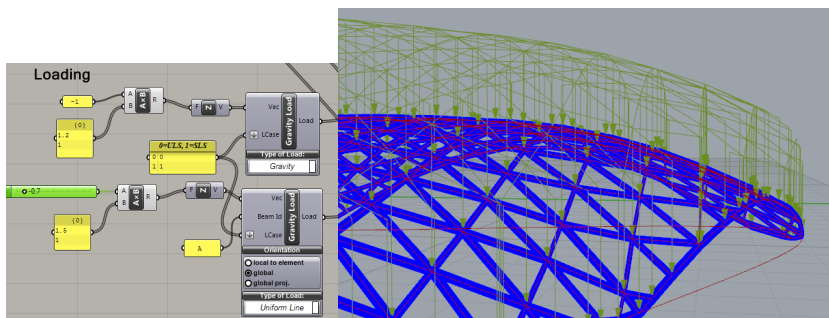 Loading
-1
A
B
A×B
R
F
Z
V
Vec
LCase
Gravity Load
Load
Type of Load:
Gravity
{0}
1.2
1
0=ULS, 1=SLS
0 0
1 1
-0.7
A
B
A×B
R
F
Z
V
{0}
1.5
1
A
Vec
Beam Id
LCase
Gravity Load
Load
Orientation
local to element
global
global proj.
Type of Load:
Uniform Line